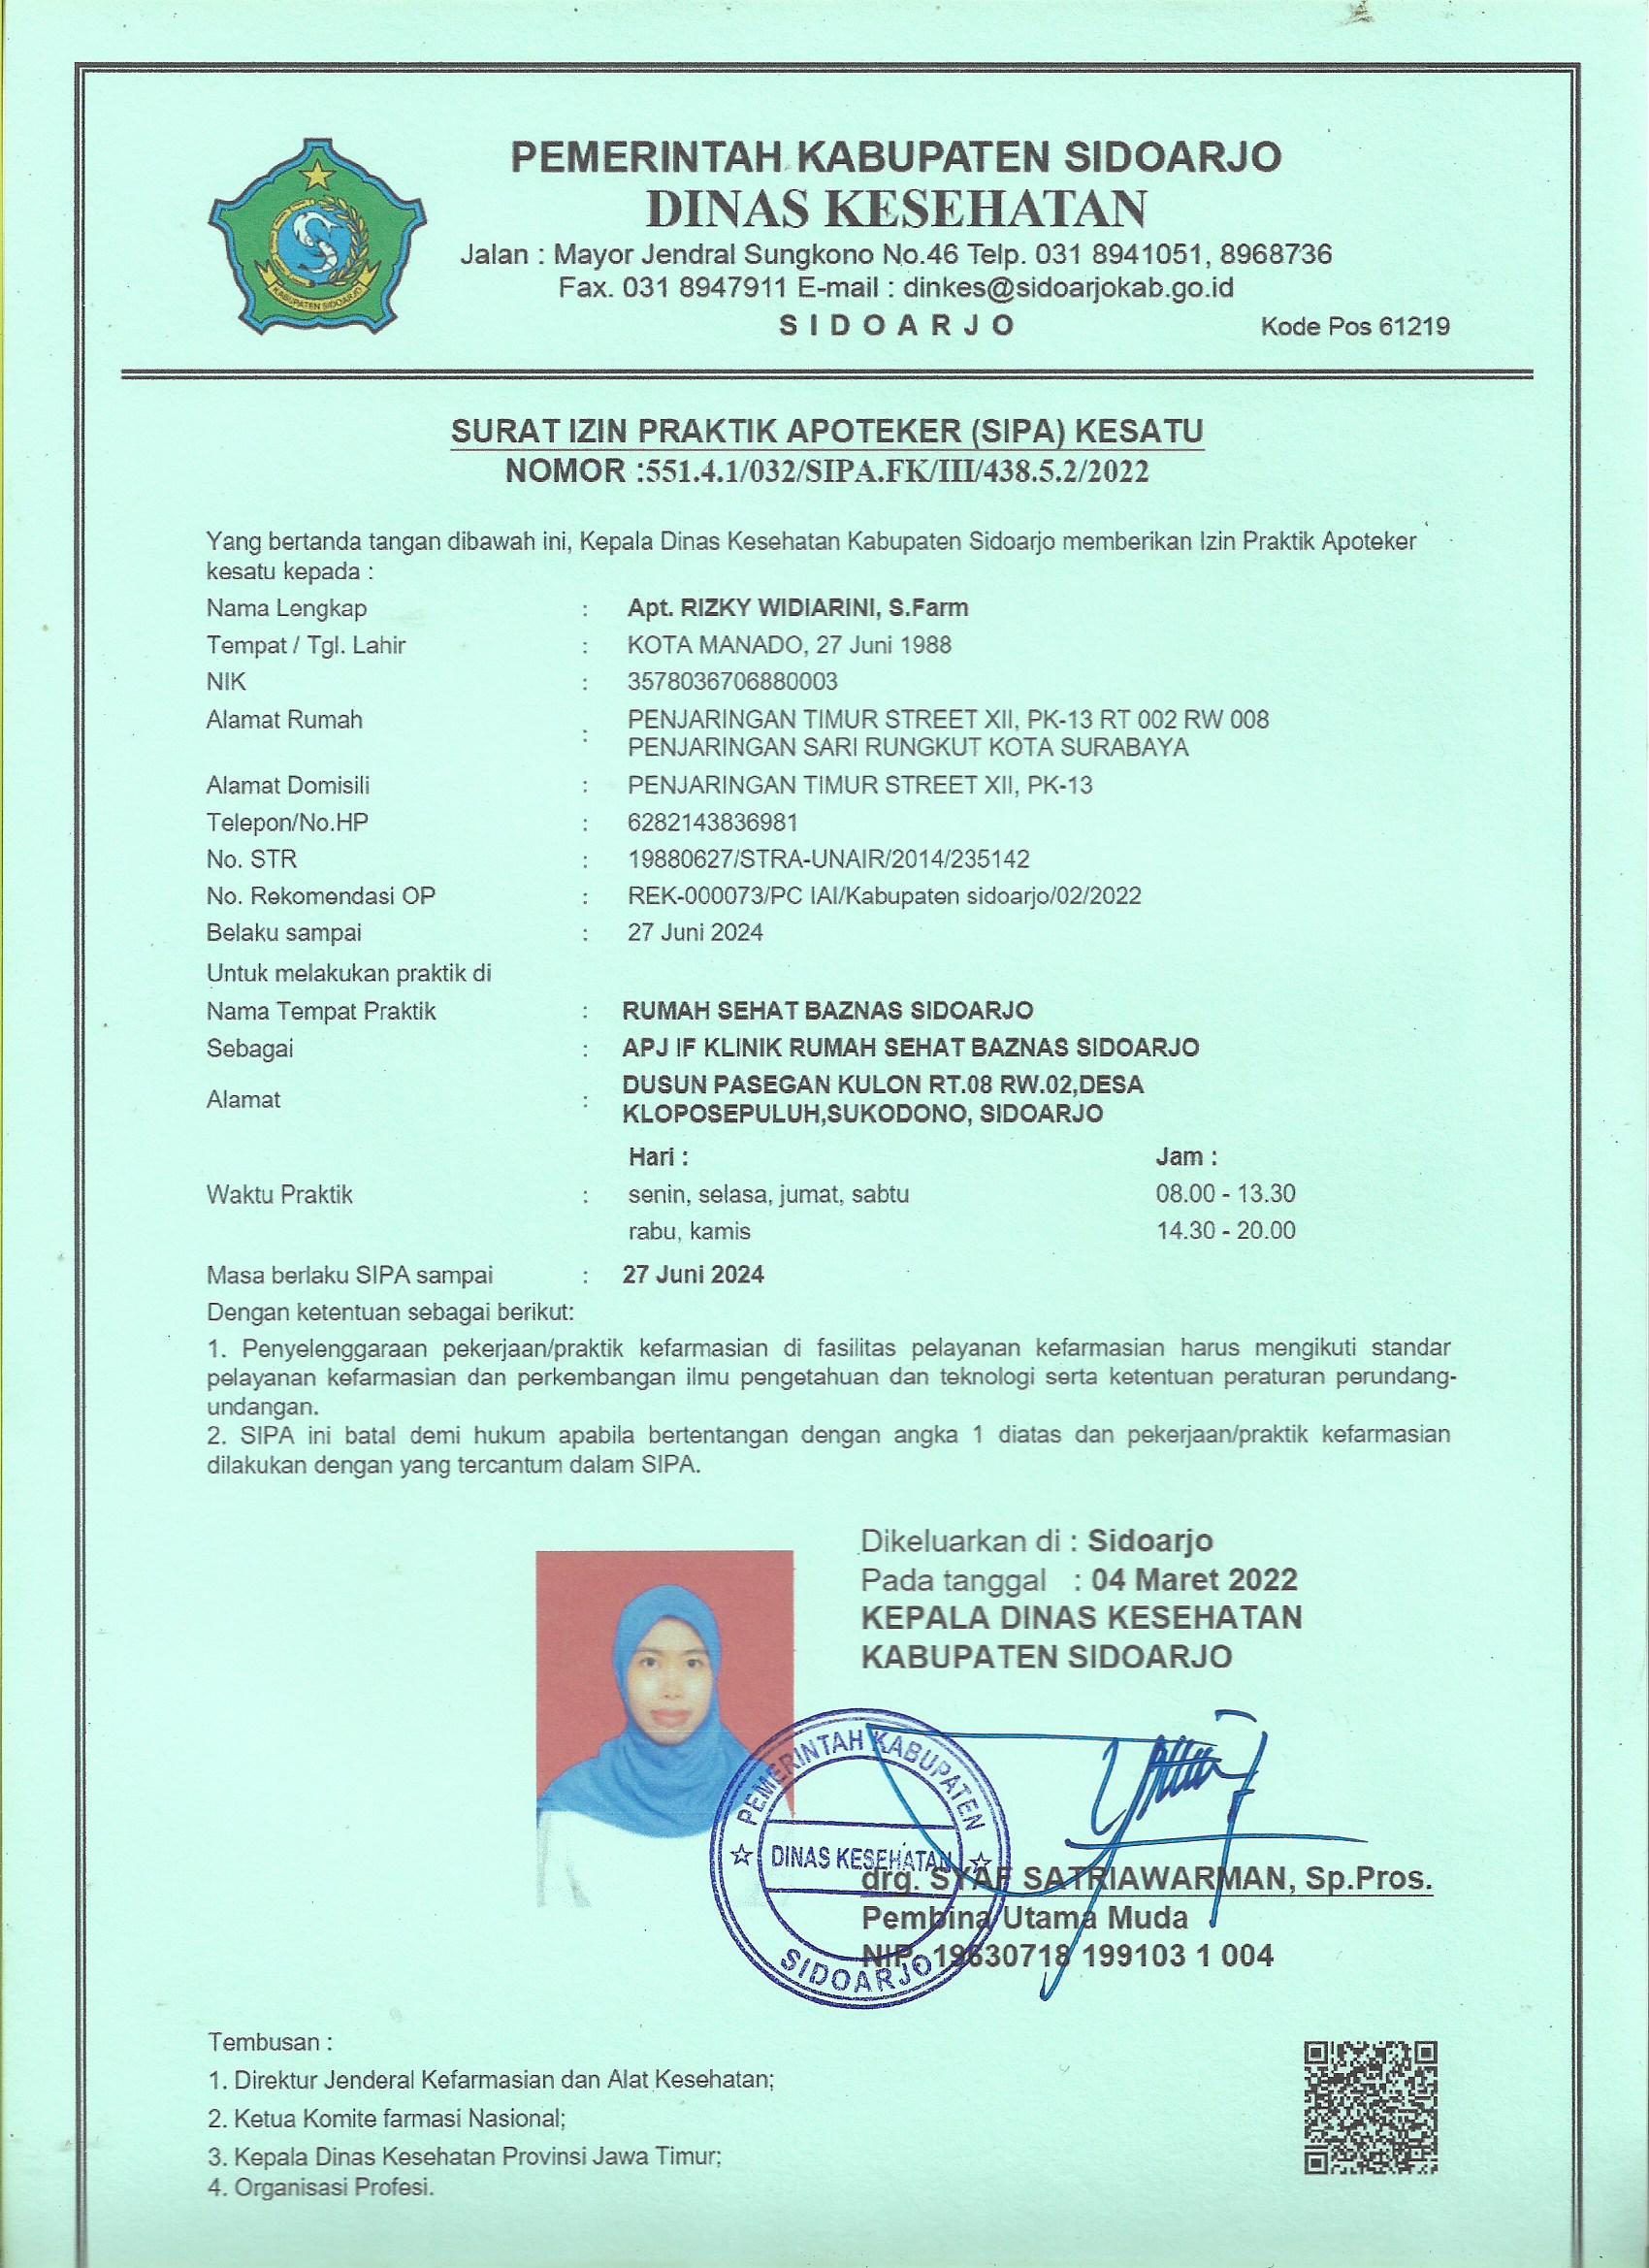 PEMERINTAH KABUPATEN SIDOARJO
DINAS KESEHATAN
Jalan : Mayor Jendral Sungkono No.46 Telp. 031 8941051, 8968736
Fax. 031 8947911 E-mail : dinkes@sidoarjokab.go.id
SIDOARJO Kode Pos 61219
KABUPATEN SIDOARJO
SURAT IZIN PRAKTIK APOTEKER (SIPA) KESATU
NOMOR :551.4.1/032/SIPA.FK/III/438.5.2/2022
Yang bertanda tangan dibawah ini, Kepala Dinas Kesehatan Kabupaten Sidoarjo memberikan Izin Praktik Apoteker
kesatu kepada :
Nama Lengkap : Apt. RIZKY WIDIARINI, S.Farm
Tempat / Tgl. Lahir : KOTA MANADO, 27 Juni 1988
NIK : 3578036706880003
Alamat Rumah : PENJARINGAN TIMUR STREET XII, PK-13 RT 002 RW 008
PENJARINGAN SARI RUNGKUT KOTA SURABAYA
Alamat Domisili : PENJARINGAN TIMUR STREET XII, PK-13
Telepon/No.HP : 6282143836981
No. STR : 19880627/STRA-UNAIR/2014/235142
No. Rekomendasi OP : REK-000073/PC IAI/Kabupaten sidoarjo/02/2022
Belaku sampai : 27 Juni 2024
Untuk melakukan praktik di
Nama Tempat Praktik : RUMAH SEHAT BAZNAS SIDOARJO
Sebagai : APJ IF KLINIK RUMAH SEHAT BAZNAS SIDOARJO
Alamat : DUSUN PASEGAN KULON RT.08 RW.02,DESA
KLOPOSEPULUH,SUKODONO, SIDOARJO
Hari : Jam :
Waktu Praktik : senin, selasa, jumat, sabtu 08.00 - 13.30
rabu, kamis 14.30 - 20.00
Masa berlaku SIPA sampai : 27 Juni 2024
Dengan ketentuan sebagai berikut:
1. Penyelenggaraan pekerjaan/praktik kefarmasian di fasilitas pelayanan kefarmasian harus mengikuti standar
pelayanan kefarmasian dan perkembangan ilmu pengetahuan dan teknologi serta ketentuan peraturan perundang-
undangan.
2. SIPA ini batal demi hukum apabila bertentangan dengan angka 1 diatas dan pekerjaan/praktik kefarmasian
dilakukan dengan yang tercantum dalam SIPA.
Dikeluarkan di : Sidoarjo
Pada tanggal : 04 Maret 2022
KEPALA DINAS KESEHATAN
KABUPATEN SIDOARJO
PEMERINTAH KABUPATEN
DINAS KESEHATAN
SIDOARJO
drg. SYAF SATRIAWARMAN, Sp.Pros.
Pembina Utama Muda
NIP. 19630718 199103 1 004
Tembusan :
1. Direktur Jenderal Kefarmasian dan Alat Kesehatan;
2. Ketua Komite farmasi Nasional;
3. Kepala Dinas Kesehatan Provinsi Jawa Timur;
4. Organisasi Profesi.